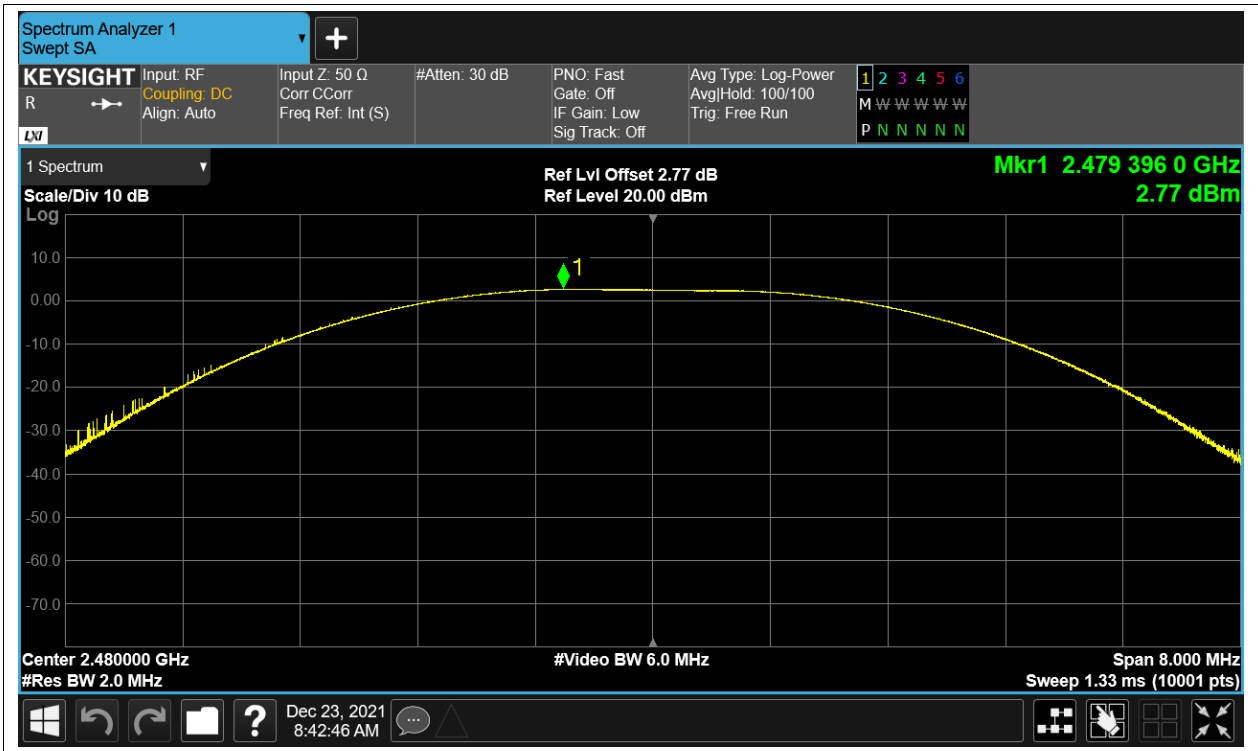 Spectrum Analyzer 1
Swept SA
KEYSIGHT
R
LXI
Input: RF
Coupling: DC
Align: Auto
Input Z: 50 Ω
Corr CCorr
Freq Ref: Int (S)
#Atten: 30 dB
PNO: Fast
Gate: Off
IF Gain: Low
Sig Track: Off
Avg Type: Log-Power
Avg|Hold: 100/100
Trig: Free Run
1 2 3 4 5 6
M W W W W W W
P N N N N N N
1 Spectrum
Scale/Div 10 dB
Log
Ref Lvl Offset 2.77 dB
Ref Level 20.00 dBm
Mkr1 2.479 396 0 GHz
2.77 dBm
1
10.0
0.00
-10.0
-20.0
-30.0
-40.0
-50.0
-60.0
-70.0
Center 2.480000 GHz
#Res BW 2.0 MHz
#Video BW 6.0 MHz
Span 8.000 MHz
Sweep 1.33 ms (10001 pts)
?
Dec 23, 2021
8:42:46 AM